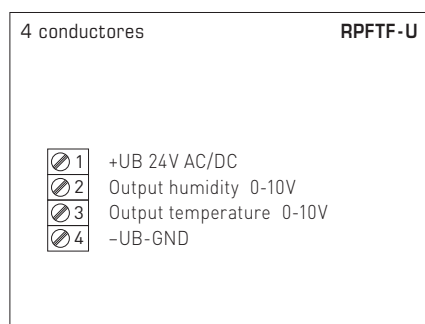 4 conductores RPFTF-U
1 +UB 24V AC/DC
2 Output humidity 0-10V
3 Output temperature 0-10V
4 –UB-GND